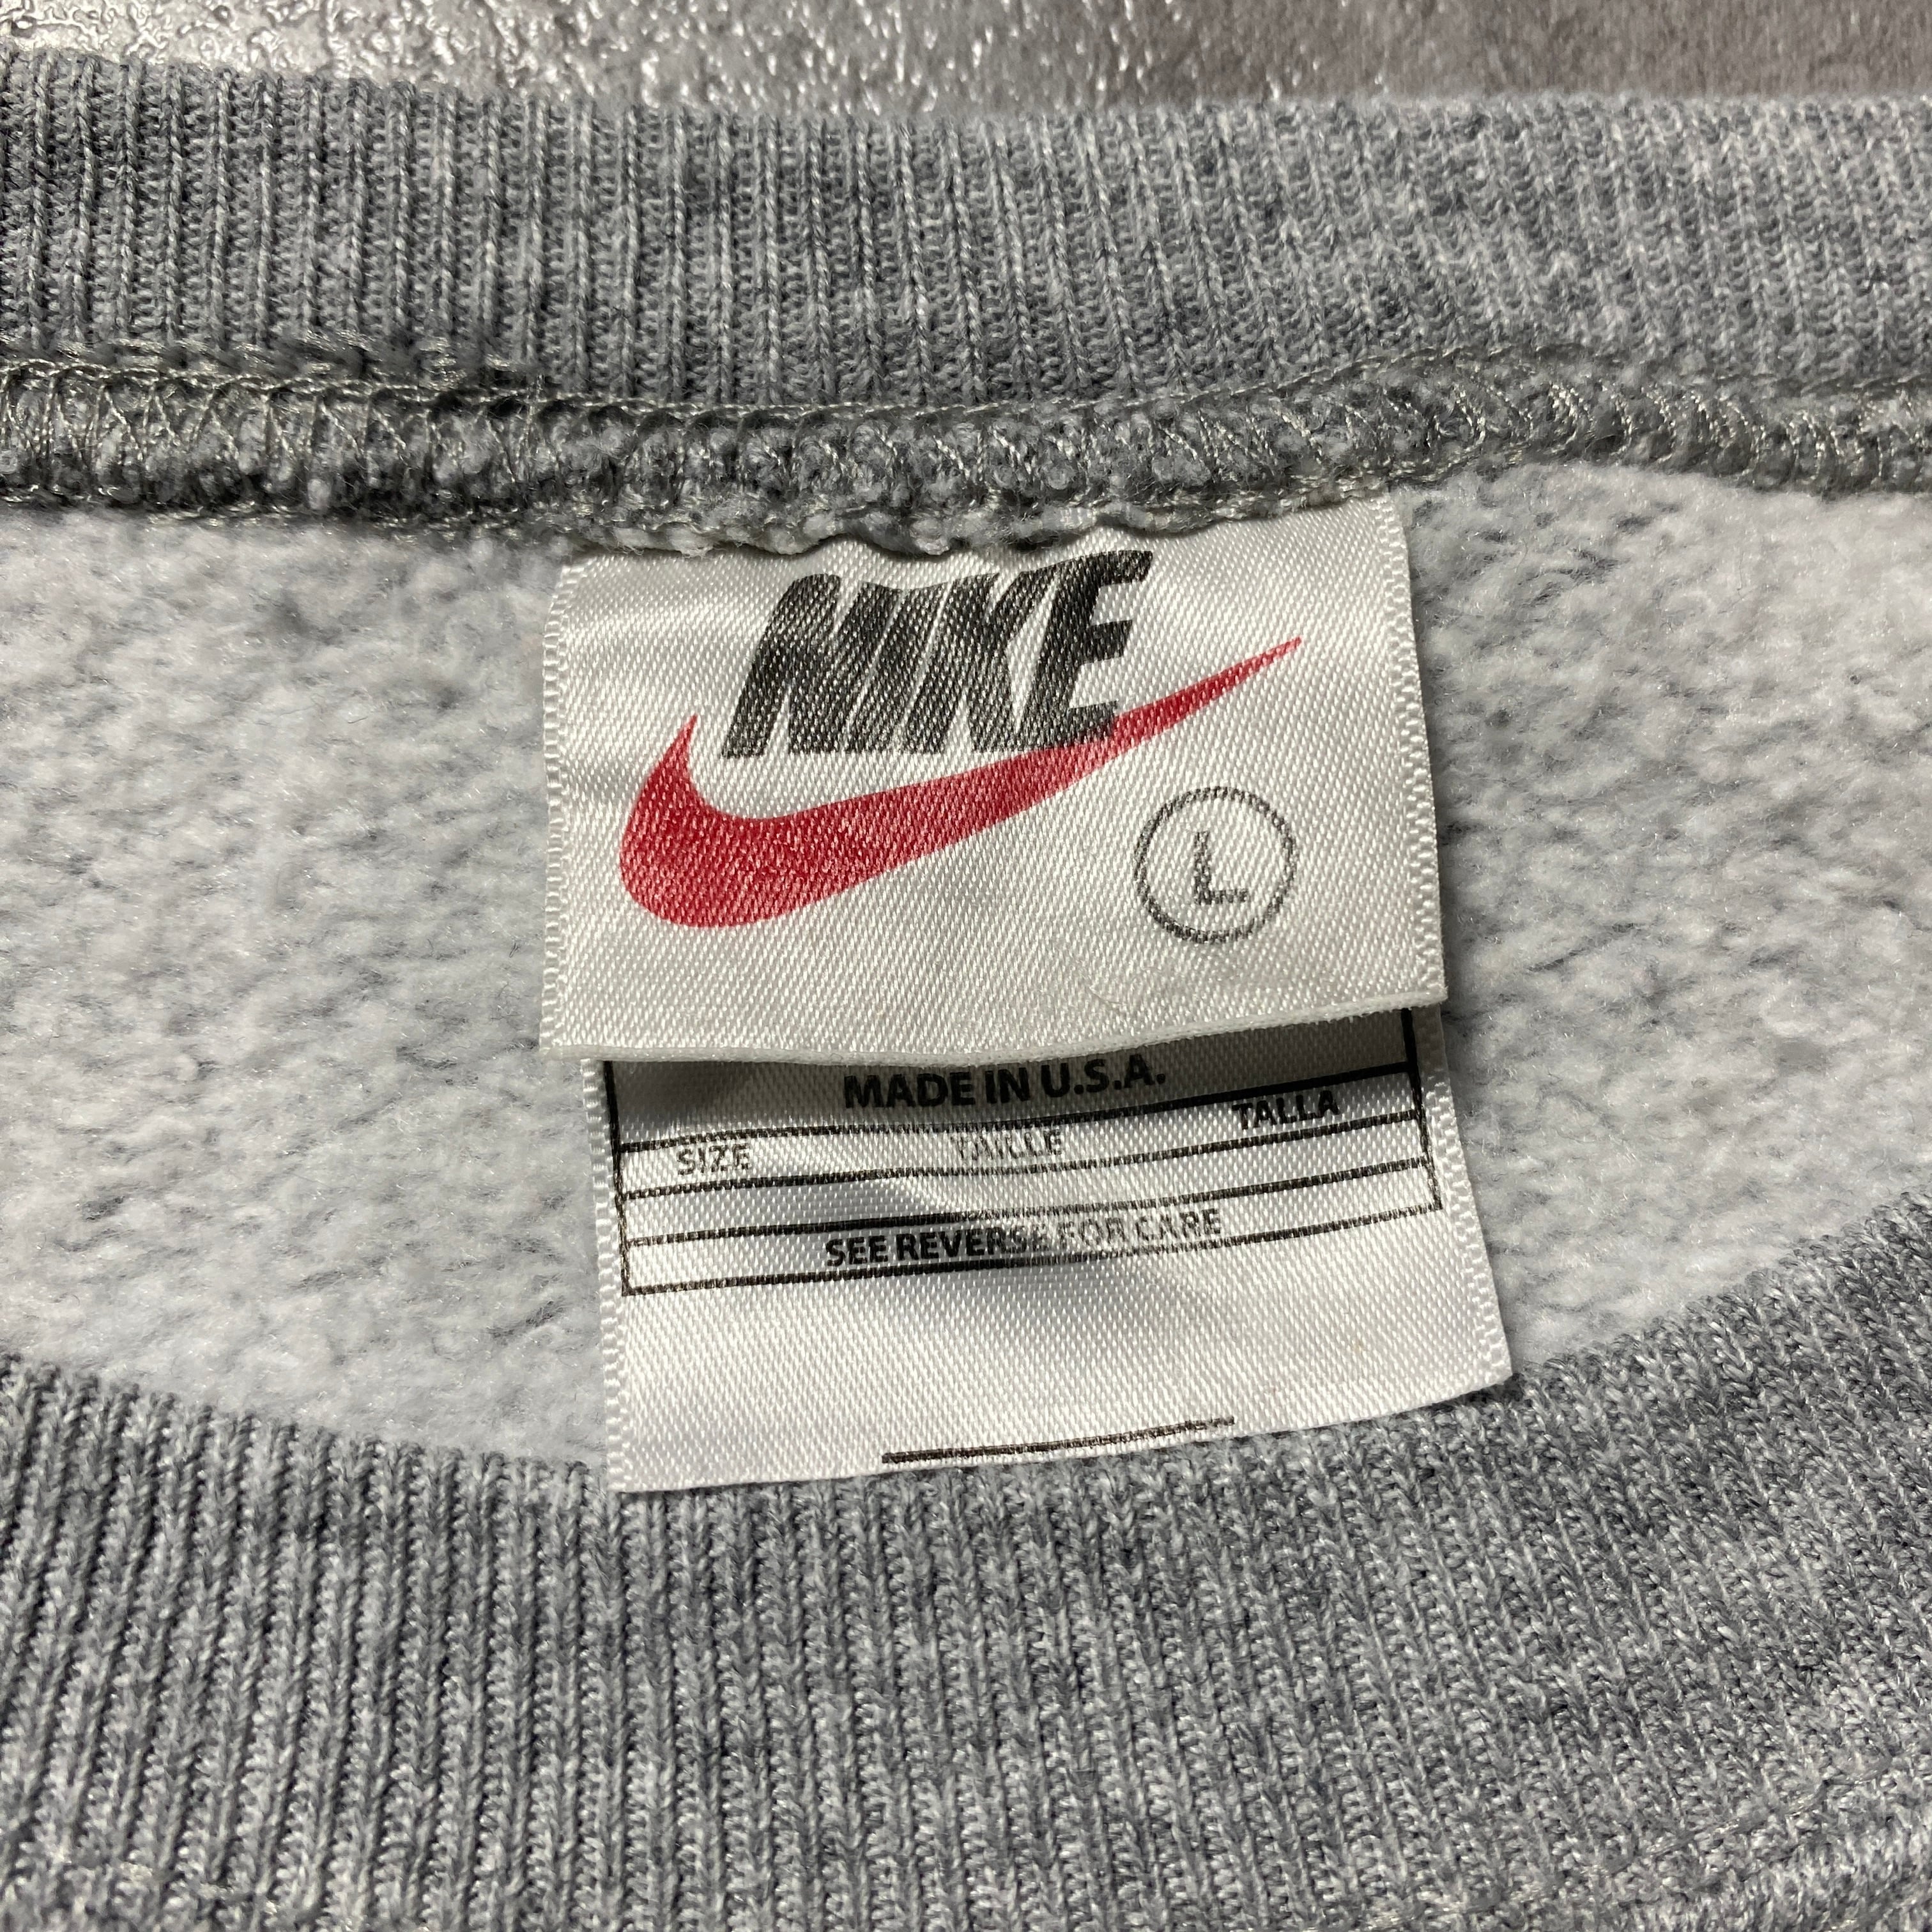 NIKE
L
MADE IN U.S.A.
SIZE TAILLE TALLA
SEE REVERSE FOR CARE